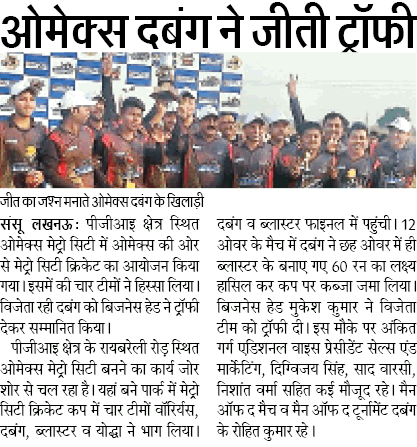 ओमेक्स दबंग ने जीती ट्रॉफी
जीत का जश्न मनाते ओमेक्स दबंग के खिलाड़ी
संसू लखनऊ: पीजीआइ क्षेत्र स्थित
ओमेक्स मेट्रो सिटी में ओमेक्स की ओर
से मेट्रो सिटी क्रिकेट का आयोजन किया
गया। इसमें की चार टीमों ने हिस्सा लिया।
विजेता रही दबंग को बिजनेस हेड ने ट्रॉफी
देकर सम्मानित किया।
पीजीआइ क्षेत्र के रायबरेली रोड़ स्थित
ओमेक्स मेट्रो सिटी बनने का कार्य जोर
शोर से चल रहा है। यहां बने पार्क में मेट्रो
सिटी क्रिकेट कप में चार टीमों वॉरियर्स,
दबंग, ब्लास्टर व योद्धा ने भाग लिया।
दबंग व ब्लास्टर फाइनल में पहुंची। 12
ओवर के मैच में दबंग ने छह ओवर में ही
ब्लास्टर के बनाए गए 60 रन का लक्ष्य
हासिल कर कप पर कब्जा जमा लिया।
बिजनेस हेड मुकेश कुमार ने विजेता
टीम को ट्रॉफी दी। इस मौके पर अंकित
गर्ग एडिशनल वाइस प्रेसीडेंट सेल्स एंड
मार्केटिंग, दिग्विजय सिंह, साद वारसी,
निशांत वर्मा सहित कई मौजूद रहे। मैन
ऑफ द मैच व मैन ऑफ द टूर्नामेंट दबंग
के रोहित कुमार रहे।